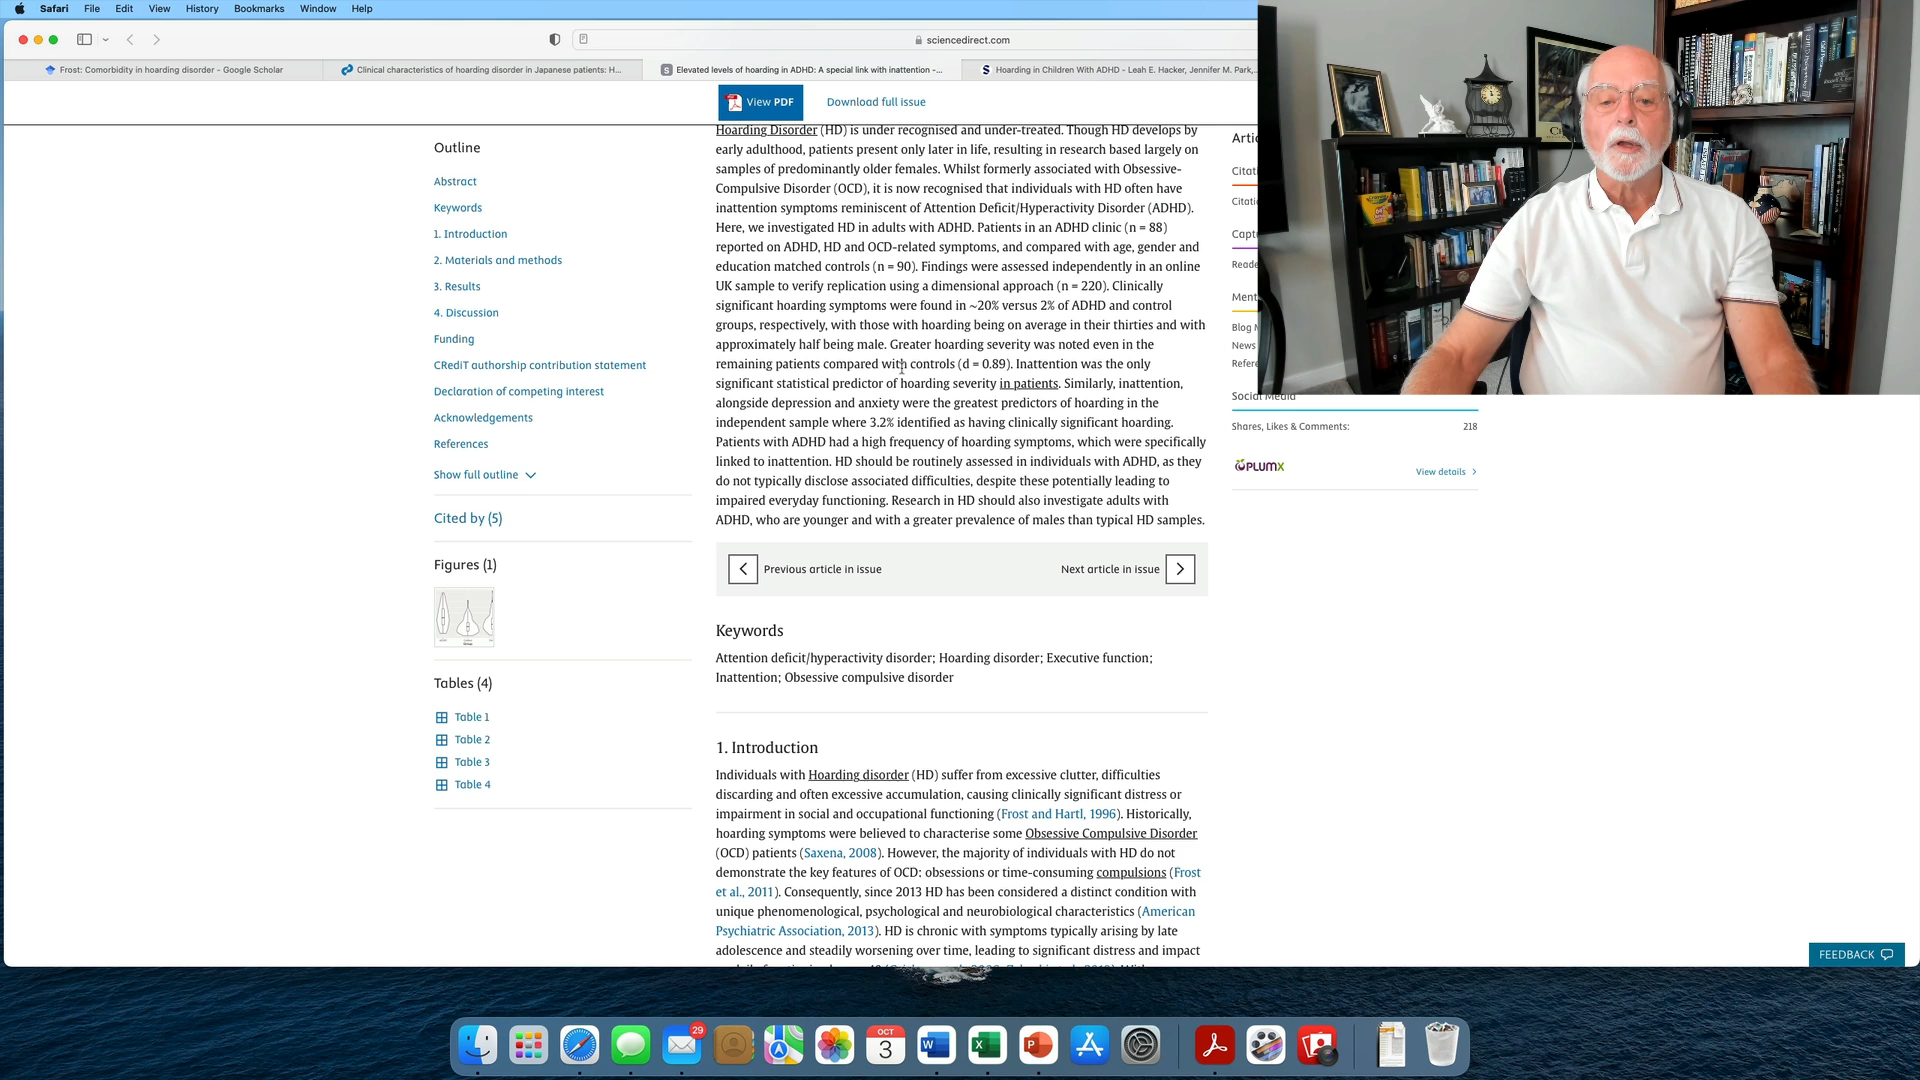 Safari File Edit View History Bookmarks Window Help
sciencedirect.com
Frost: Comorbidity in hoarding disorder - Google Scholar
Clinical characteristics of hoarding disorder in Japanese patients: H...
Elevated levels of hoarding in ADHD: A special link with inattention -...
Hoarding in Children With ADHD - Leah E. Hacker, Jennifer M. Park,...
View PDF
Download full issue
Outline
Abstract
Keywords
1. Introduction
2. Materials and methods
3. Results
4. Discussion
Funding
CRediT authorship contribution statement
Declaration of competing interest
Acknowledgements
References
Show full outline
Cited by (5)
Figures (1)
Tables (4)
Table 1
Table 2
Table 3
Table 4
Hoarding Disorder (HD) is under recognised and under-treated. Though HD develops by
early adulthood, patients present only later in life, resulting in research based largely on
samples of predominantly older females. Whilst formerly associated with Obsessive-
Compulsive Disorder (OCD), it is now recognised that individuals with HD often have
inattention symptoms reminiscent of Attention Deficit/Hyperactivity Disorder (ADHD).
Here, we investigated HD in adults with ADHD. Patients in an ADHD clinic (n = 88)
reported on ADHD, HD and OCD-related symptoms, and compared with age, gender and
education matched controls (n = 90). Findings were assessed independently in an online
UK sample to verify replication using a dimensional approach (n = 220). Clinically
significant hoarding symptoms were found in ~20% versus 2% of ADHD and control
groups, respectively, with those with hoarding being on average in their thirties and with
approximately half being male. Greater hoarding severity was noted even in the
remaining patients compared with controls (d = 0.89). Inattention was the only
significant statistical predictor of hoarding severity in patients. Similarly, inattention,
alongside depression and anxiety were the greatest predictors of hoarding in the
independent sample where 3.2% identified as having clinically significant hoarding.
Patients with ADHD had a high frequency of hoarding symptoms, which were specifically
linked to inattention. HD should be routinely assessed in individuals with ADHD, as they
do not typically disclose associated difficulties, despite these potentially leading to
impaired everyday functioning. Research in HD should also investigate adults with
ADHD, who are younger and with a greater prevalence of males than typical HD samples.
Previous article in issue
Next article in issue
Keywords
Attention deficit/hyperactivity disorder; Hoarding disorder; Executive function;
Inattention; Obsessive compulsive disorder
1. Introduction
Individuals with Hoarding disorder (HD) suffer from excessive clutter, difficulties
discarding and often excessive accumulation, causing clinically significant distress or
impairment in social and occupational functioning (Frost and Hartl, 1996). Historically,
hoarding symptoms were believed to characterise some Obsessive Compulsive Disorder
(OCD) patients (Saxena, 2008). However, the majority of individuals with HD do not
demonstrate the key features of OCD: obsessions or time-consuming compulsions (Frost
et al., 2011). Consequently, since 2013 HD has been considered a distinct condition with
unique phenomenological, psychological and neurobiological characteristics (American
Psychiatric Association, 2013). HD is chronic with symptoms typically arising by late
adolescence and steadily worsening over time, leading to significant distress and impact
Artic
Citati
Citatio
Captu
Reade
Ment
Blog M
News
Refere
Social Media
Shares, Likes & Comments: 218
PLUMX
View details
FEEDBACK
29
OCT
3